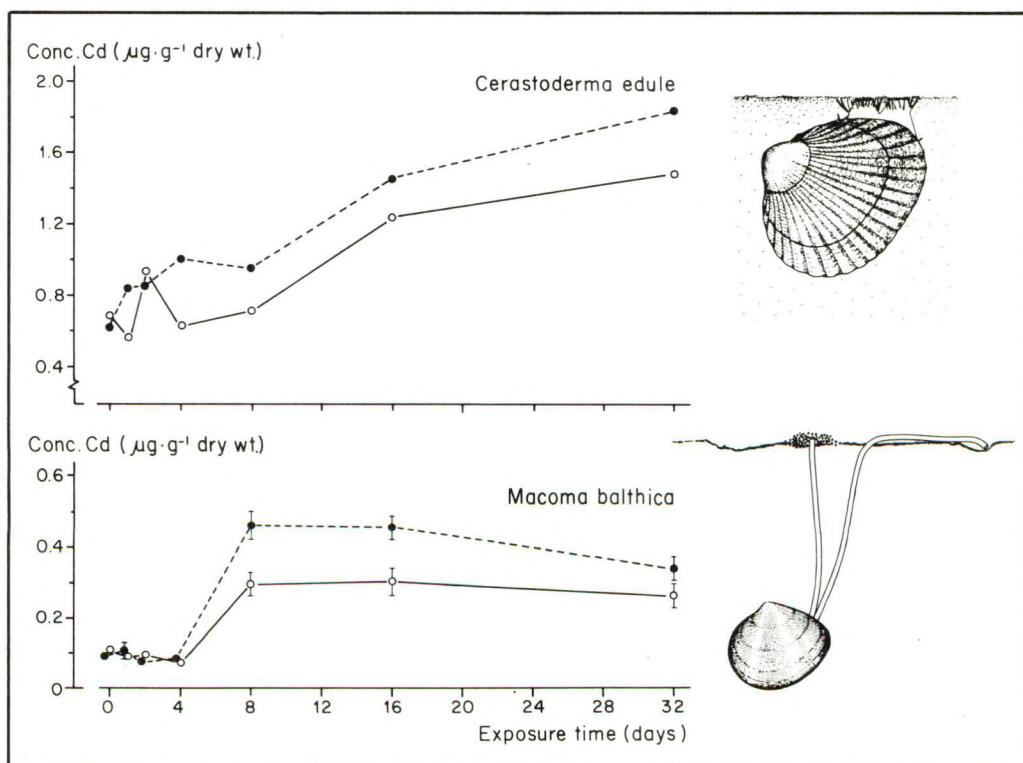 Conc. Cd (µg·g⁻¹ dry wt.)
Cerastoderma edule
2.0
1.6
1.2
0.8
0.4
Conc. Cd (µg·g⁻¹ dry wt.)
Macoma balthica
0.6
0.4
0.2
0
0 4 8 12 16 20 24 28 32
Exposure time (days)